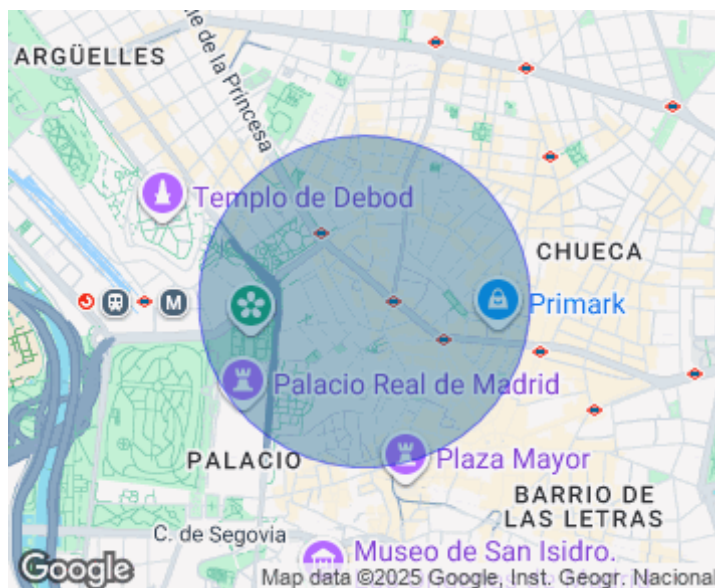 ARGÜELLES
le de la Princesa
Templo de Debod
CHUECA
M
Primark
Palacio Real de Madrid
PALACIO
Plaza Mayor
BARRIO DE
LAS LETRAS
C. de Segovia
Museo de San Isidro.
Google
Map data ©2025 Google, Inst. Geogr. Nacional